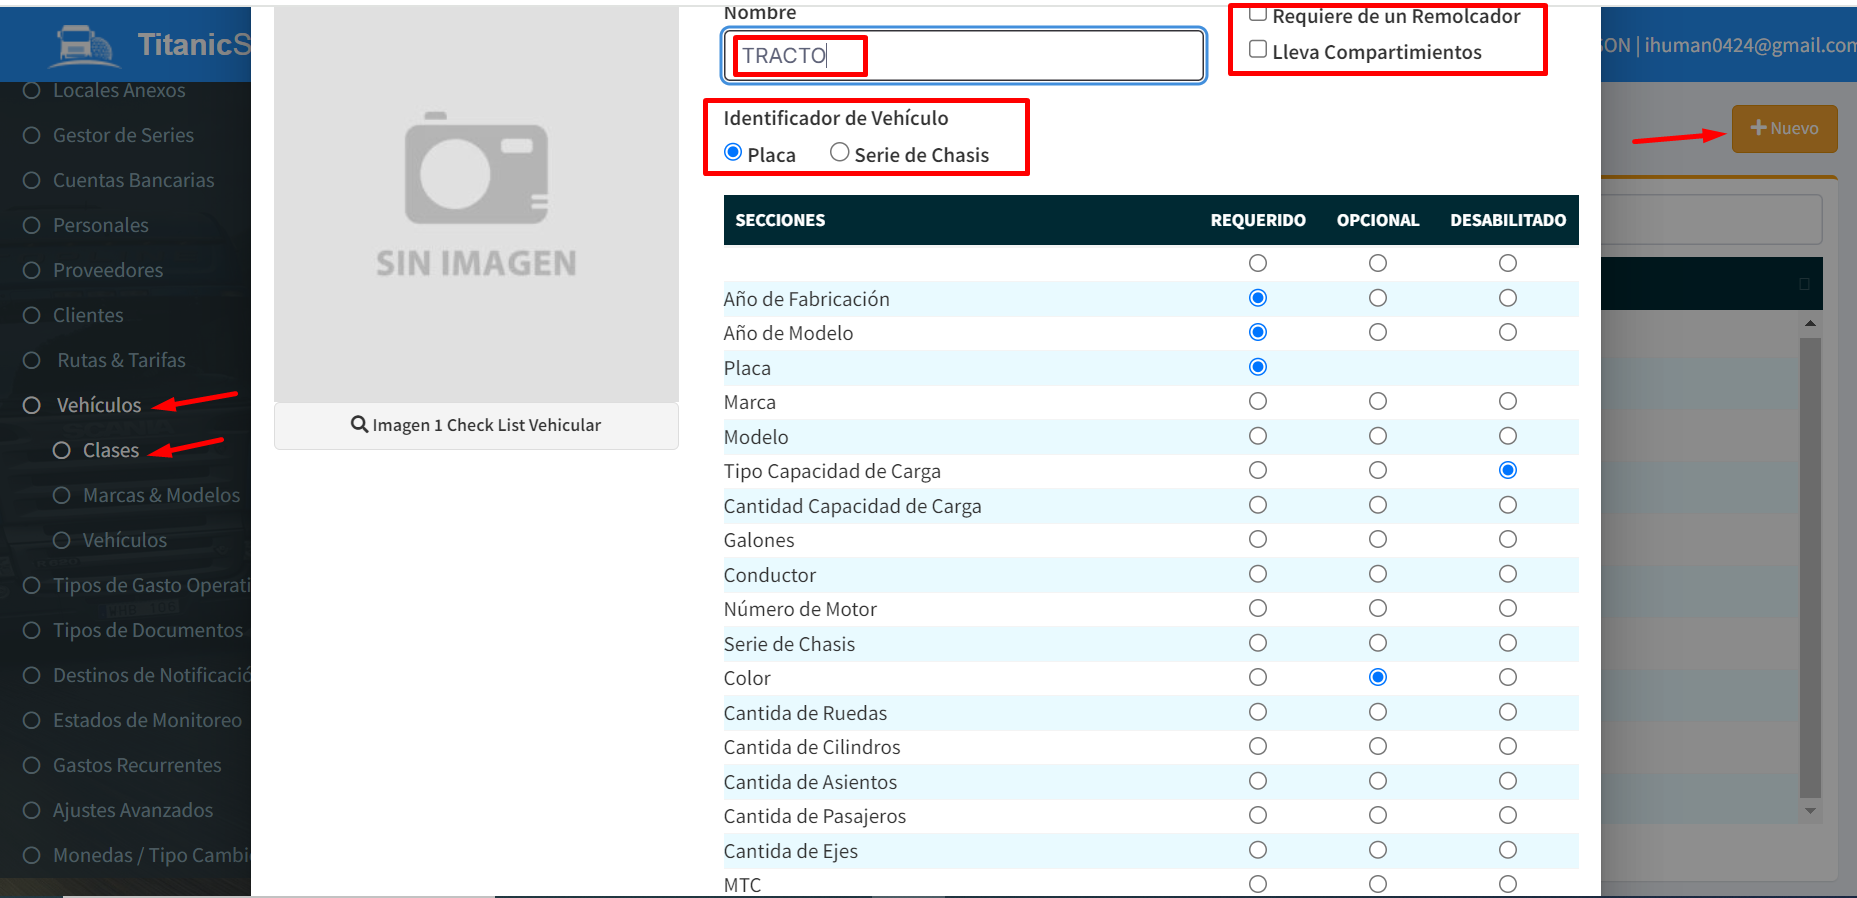 TitanicS
SON | ihuman0424@gmail.com
Locales Anexos
Gestor de Series
Cuentas Bancarias
Personales
Proveedores
Clientes
Rutas & Tarifas
Vehículos
Clases
Marcas & Modelos
Vehículos
Tipos de Gasto Operati
Tipos de Documentos
Destinos de Notificació
Estados de Monitoreo
Gastos Recurrentes
Ajustes Avanzados
Monedas / Tipo Cambi
SIN IMAGEN
Imagen 1 Check List Vehicular
Nombre
TRACTO
Requiere de un Remolcador
Lleva Compartimientos
Identificador de Vehículo
Placa Serie de Chasis
SECCIONES REQUERIDO OPCIONAL DESABILITADO
Año de Fabricación
Año de Modelo
Placa
Marca
Modelo
Tipo Capacidad de Carga
Cantidad Capacidad de Carga
Galones
Conductor
Número de Motor
Serie de Chasis
Color
Cantida de Ruedas
Cantida de Cilindros
Cantida de Asientos
Cantida de Pasajeros
Cantida de Ejes
MTC
Nuevo